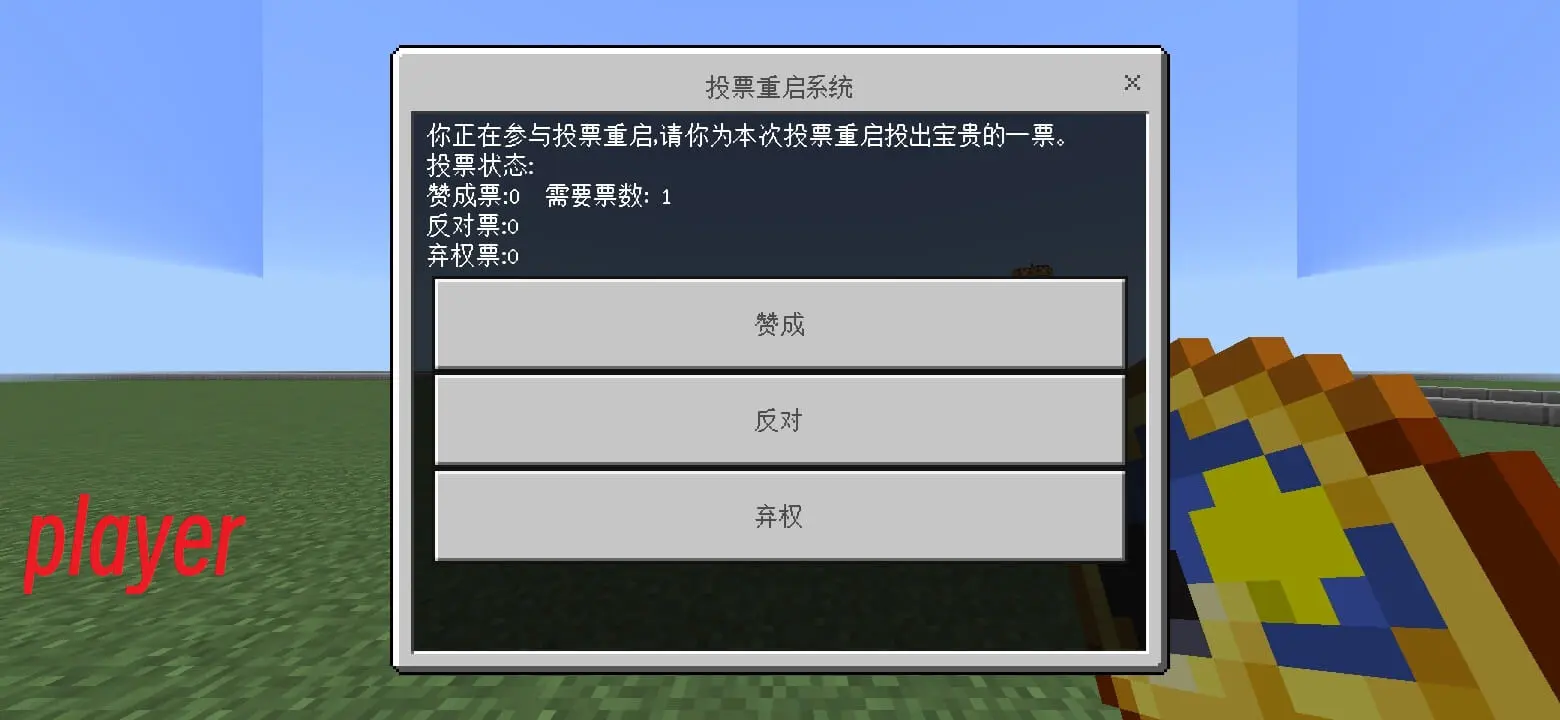 投票重启系统
你正在参与投票重启,请你为本次投票重启投出宝贵的一票。
投票状态:
赞成票:0 需要票数: 1
反对票:0
弃权票:0
赞成
反对
弃权
player